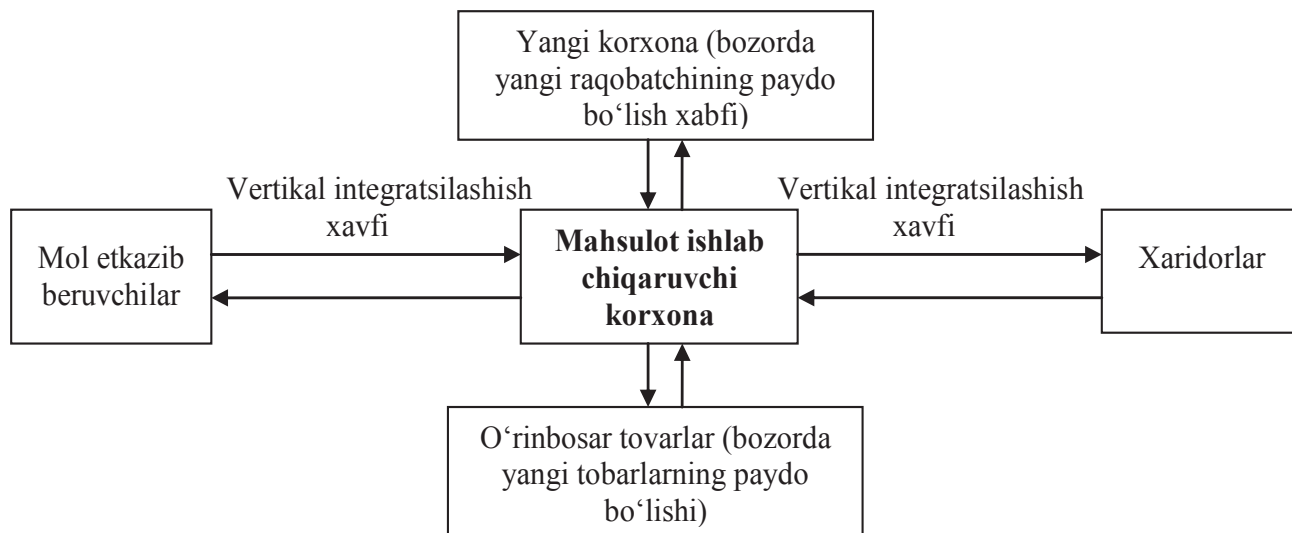 Yangi korxona (bozorda
yangi raqobatchining paydo
bo‘lish xabfi)
Vertikal integratsilashish
xavfi
Vertikal integratsilashish
xavfi
Mol etkazib
beruvchilar
Mahsulot ishlab
chiqaruvchi
korxona
Xaridorlar
O‘rinbosar tovarlar (bozorda
yangi tobarlarning paydo
bo‘lishi)